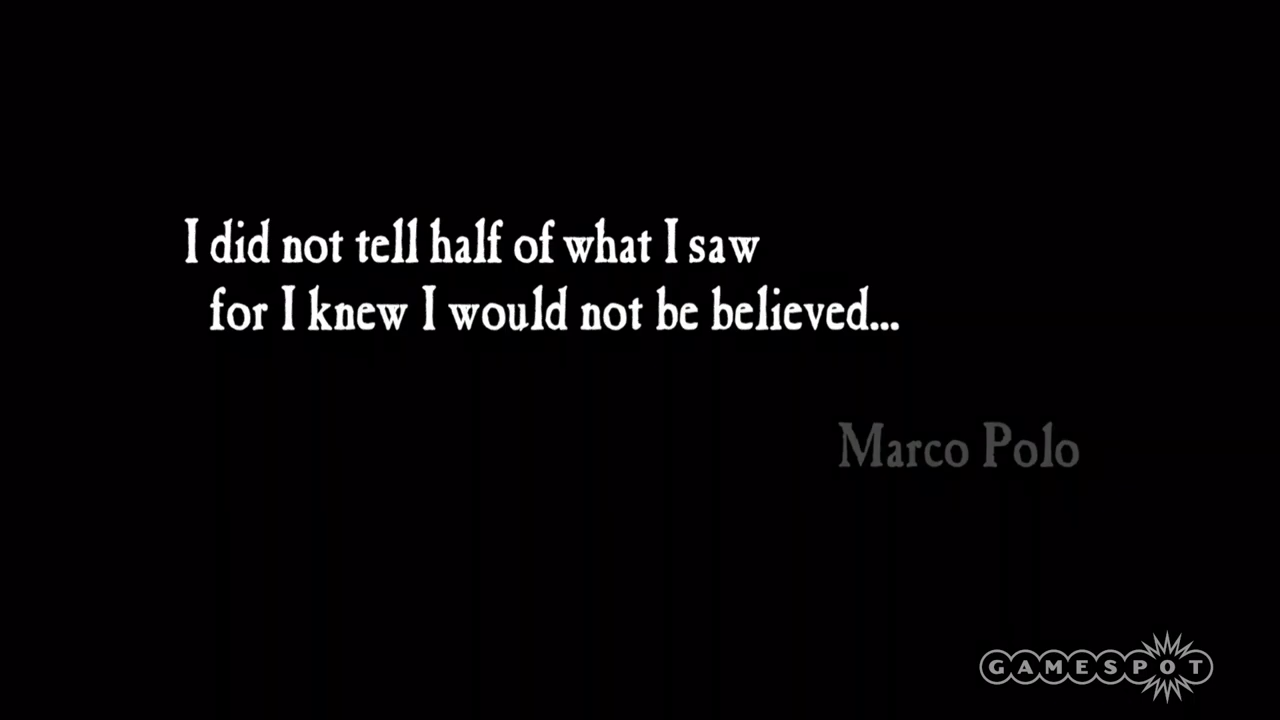 I did not tell half of what I saw
for I knew I would not be believed...
Marco Polo
GAMESPOT